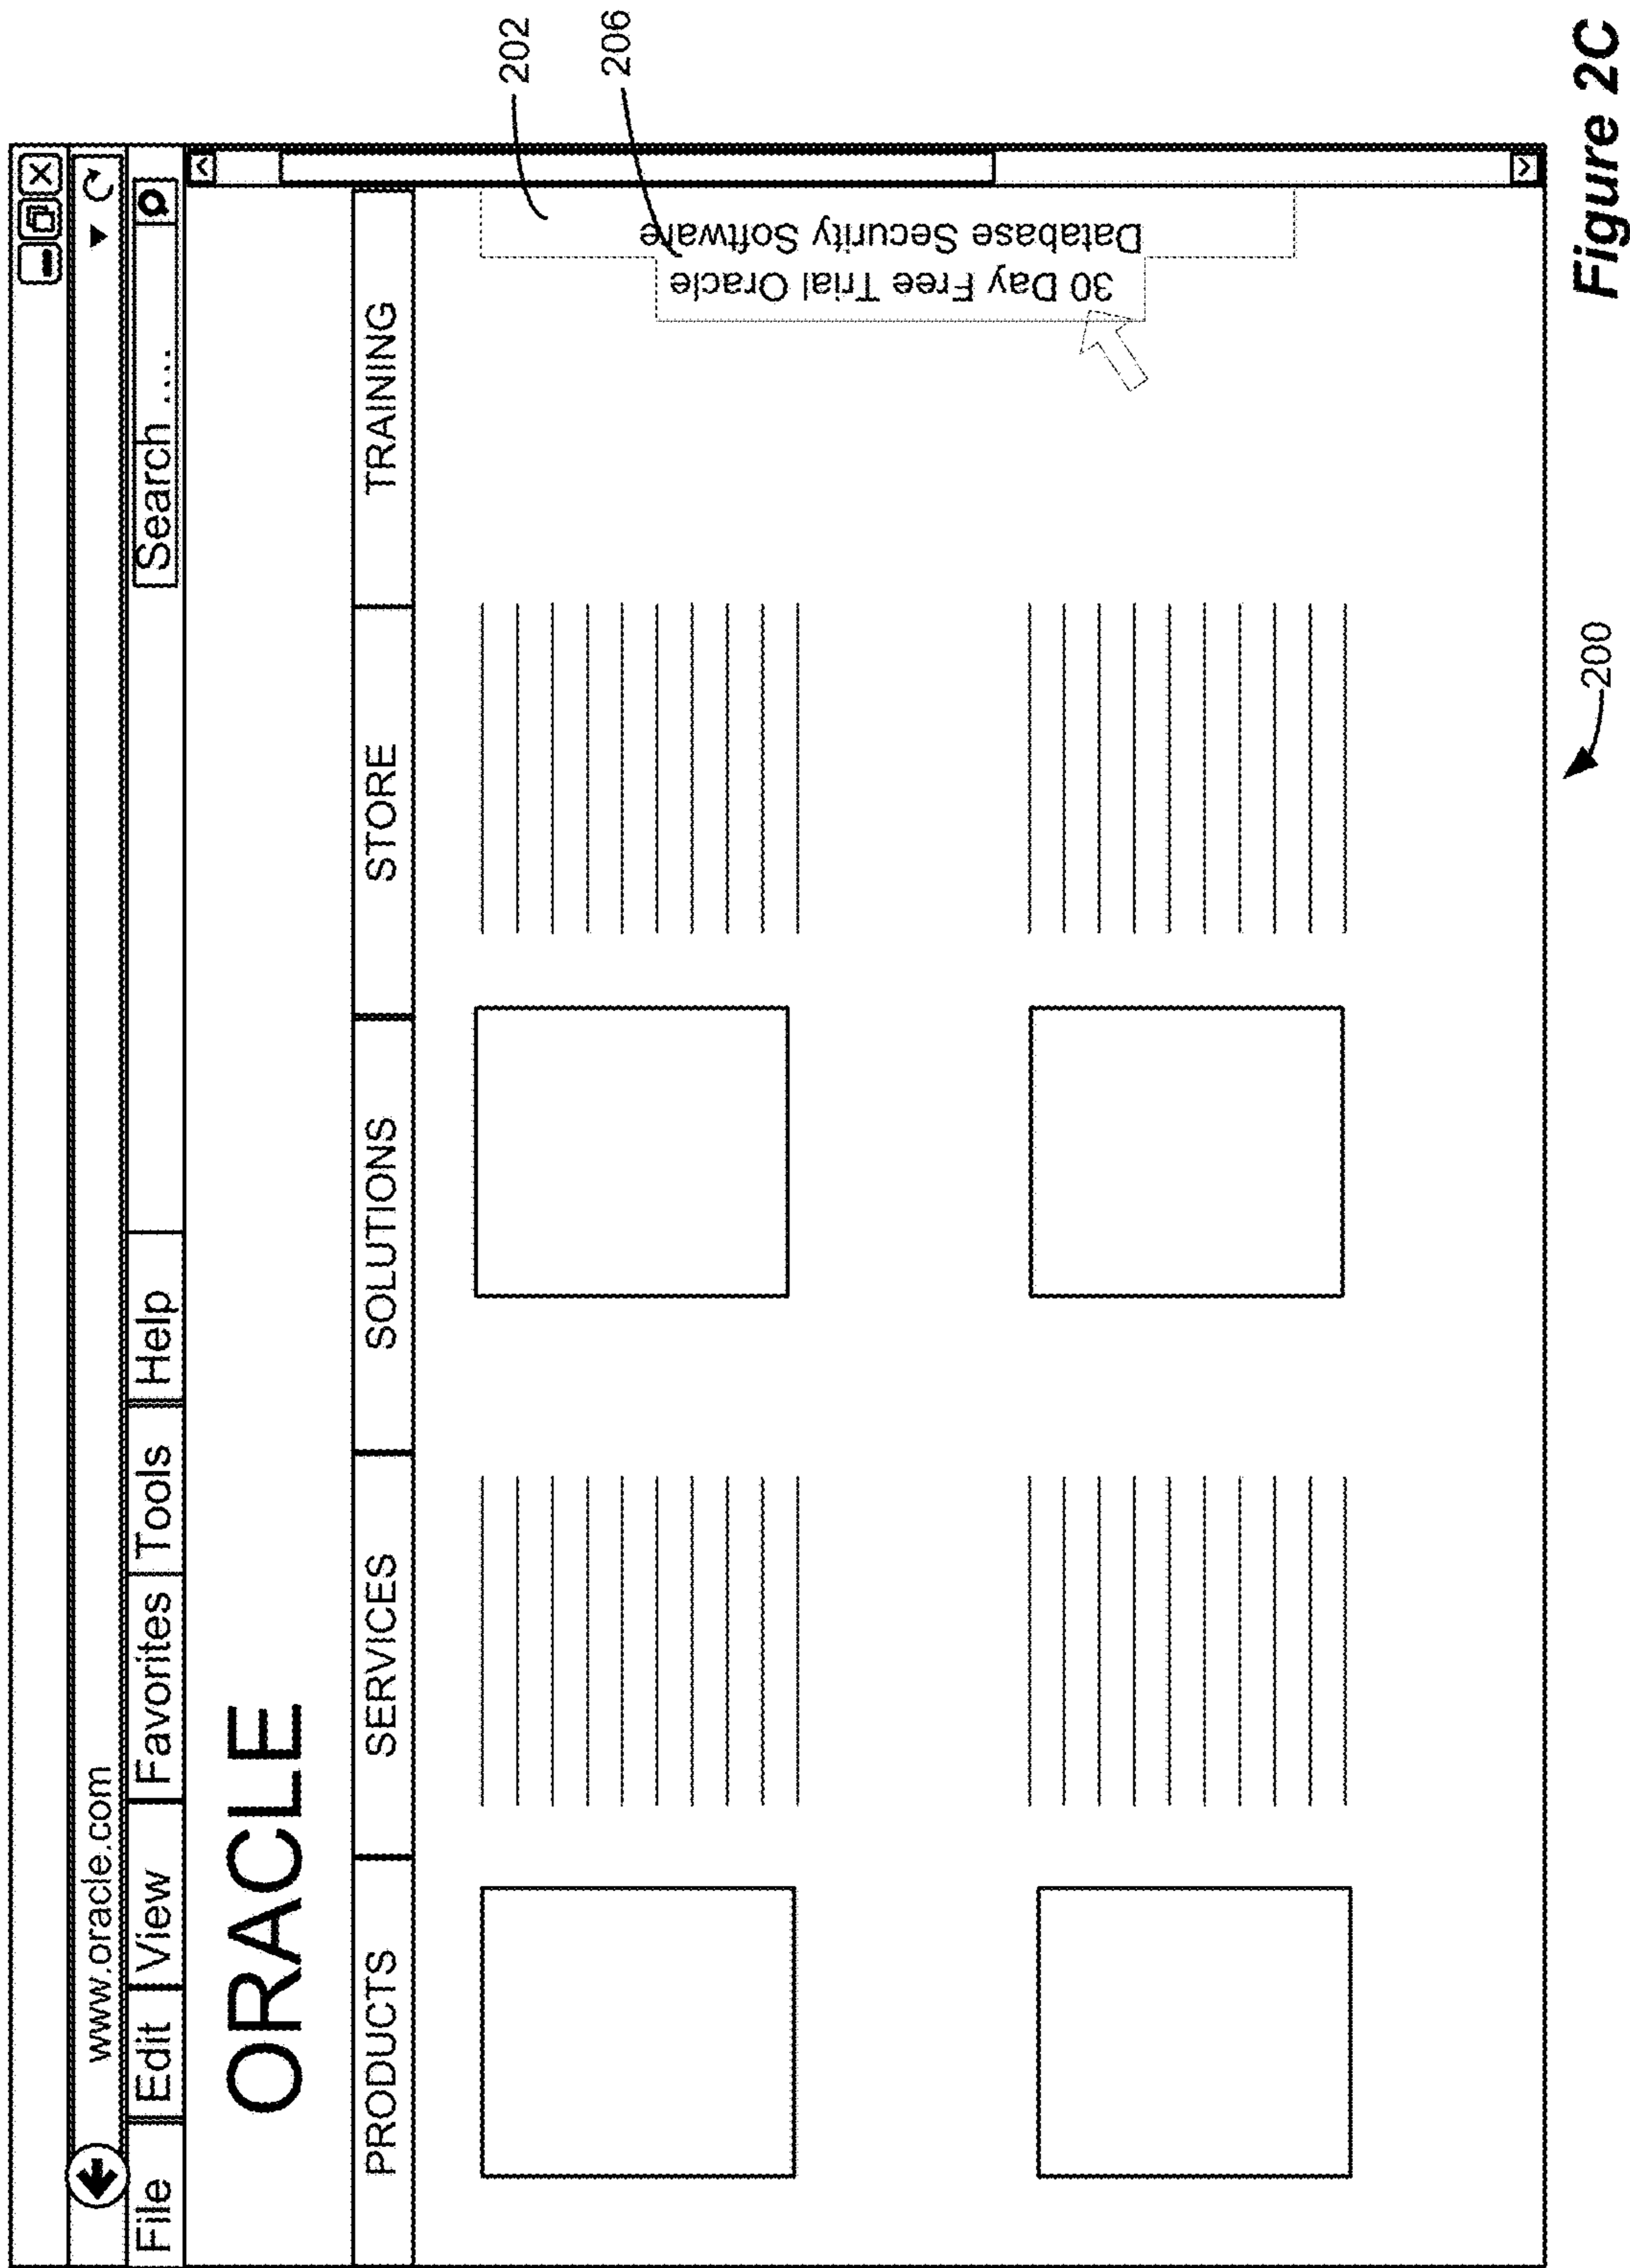 www.oracle.com
File Edit View Favorites Tools Help Search ....
ORACLE
PRODUCTS SERVICES SOLUTIONS STORE TRAINING
202
206
30 Day Free Trial Oracle
Database Security Software
200
Figure 2C